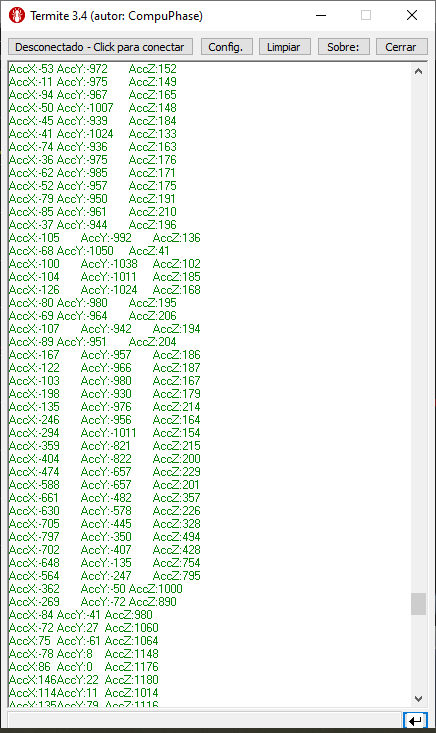 Termite 3.4 (autor: CompuPhase)
Desconectado - Click para conectar Config. Limpiar Sobre: Cerrar
AccX:-53 AccY:-972 AccZ:152
AccX:-11 AccY:-975 AccZ:149
AccX:-94 AccY:-967 AccZ:165
AccX:-50 AccY:-1007 AccZ:148
AccX:-45 AccY:-939 AccZ:184
AccX:-41 AccY:-1024 AccZ:133
AccX:-74 AccY:-936 AccZ:163
AccX:-36 AccY:-975 AccZ:176
AccX:-62 AccY:-985 AccZ:171
AccX:-52 AccY:-957 AccZ:175
AccX:-79 AccY:-950 AccZ:191
AccX:-85 AccY:-961 AccZ:210
AccX:-37 AccY:-944 AccZ:196
AccX:-105 AccY:-992 AccZ:136
AccX:-68 AccY:-1050 AccZ:41
AccX:-100 AccY:-1038 AccZ:102
AccX:-104 AccY:-1011 AccZ:185
AccX:-126 AccY:-1024 AccZ:168
AccX:-80 AccY:-980 AccZ:195
AccX:-69 AccY:-964 AccZ:206
AccX:-107 AccY:-942 AccZ:194
AccX:-89 AccY:-951 AccZ:204
AccX:-167 AccY:-957 AccZ:186
AccX:-122 AccY:-966 AccZ:187
AccX:-103 AccY:-980 AccZ:167
AccX:-198 AccY:-930 AccZ:179
AccX:-135 AccY:-976 AccZ:214
AccX:-246 AccY:-956 AccZ:164
AccX:-294 AccY:-1011 AccZ:154
AccX:-359 AccY:-821 AccZ:215
AccX:-404 AccY:-822 AccZ:200
AccX:-474 AccY:-657 AccZ:229
AccX:-588 AccY:-657 AccZ:201
AccX:-661 AccY:-482 AccZ:357
AccX:-630 AccY:-578 AccZ:226
AccX:-705 AccY:-445 AccZ:328
AccX:-797 AccY:-350 AccZ:494
AccX:-702 AccY:-407 AccZ:428
AccX:-648 AccY:-135 AccZ:754
AccX:-564 AccY:-247 AccZ:795
AccX:-362 AccY:-50 AccZ:1000
AccX:-269 AccY:-72 AccZ:890
AccX:-84 AccY:-41 AccZ:980
AccX:-72 AccY:27 AccZ:1060
AccX:75 AccY:-61 AccZ:1064
AccX:-78 AccY:8 AccZ:1148
AccX:86 AccY:0 AccZ:1176
AccX:146AccY:22 AccZ:1180
AccX:114AccY:11 AccZ:1014
AccX:135AccY:79 AccZ:1116